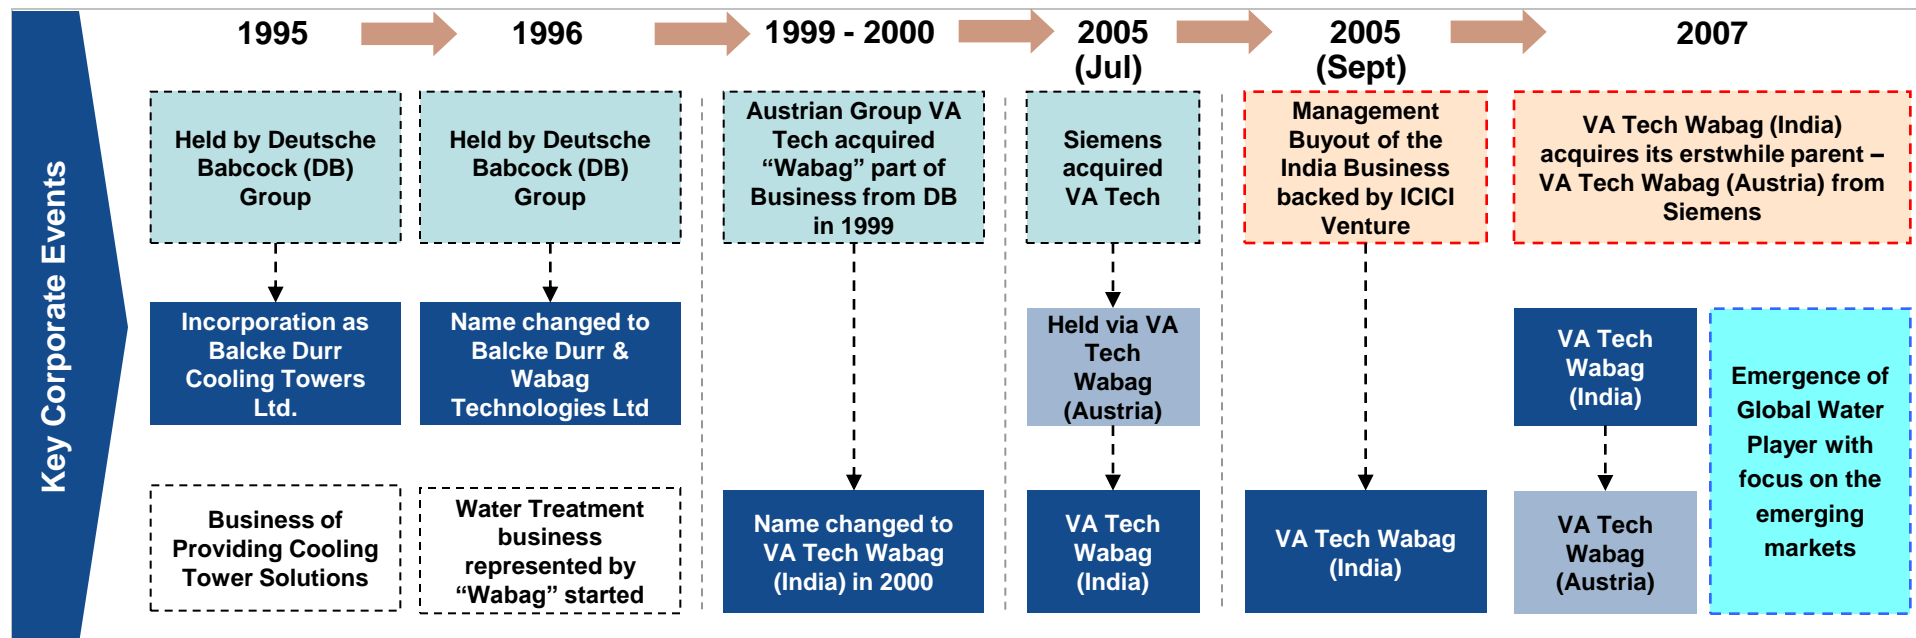 Key Corporate Events
1995
1996
1999 - 2000
2005
(Jul)
2005
(Sept)
2007
Held by Deutsche
Babcock (DB)
Group
Held by Deutsche
Babcock (DB)
Group
Austrian Group VA
Tech acquired
“Wabag” part of
Business from DB
in 1999
Siemens
acquired
VA Tech
Management
Buyout of the
India Business
backed by ICICI
Venture
VA Tech Wabag (India)
acquires its erstwhile parent –
VA Tech Wabag (Austria) from
Siemens
Incorporation as
Balcke Durr
Cooling Towers
Ltd.
Name changed to
Balcke Durr &
Wabag
Technologies Ltd
Held via VA
Tech
Wabag
(Austria)
VA Tech
Wabag
(India)
Emergence of
Global Water
Player with
focus on the
emerging
markets
Business of
Providing Cooling
Tower Solutions
Water Treatment
business
represented by
“Wabag” started
Name changed to
VA Tech Wabag
(India) in 2000
VA Tech
Wabag
(India)
VA Tech Wabag
(India)
VA Tech
Wabag
(Austria)